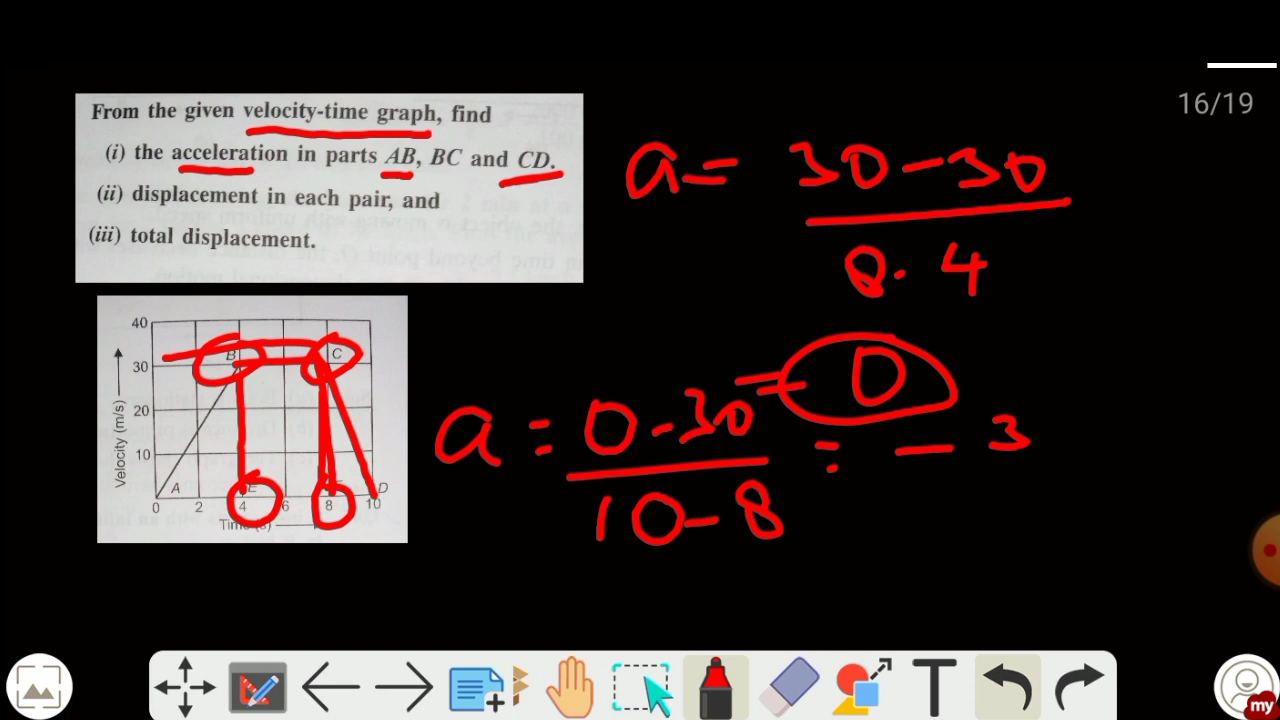 16/19
From the given velocity-time graph, find
(i) the acceleration in parts AB, BC and CD.
(ii) displacement in each pair, and
(iii) total displacement.
a = 30 - 30
8 - 4
= 0
a = 0 - 30
10 - 8
= - 3
40
30
20
10
Velocity (m/s)
B
C
A
E
D
0 2 4 6 8 10
Time (s)
T
my